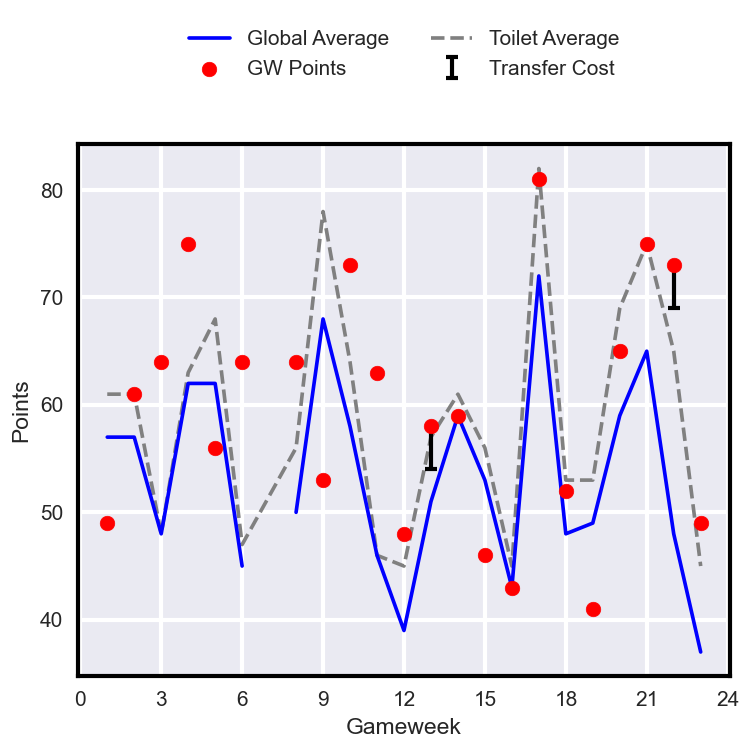 Global Average Toilet Average
GW Points Transfer Cost
80
70
60
50
40
Points
0 3 6 9 12 15 18 21 24
Gameweek